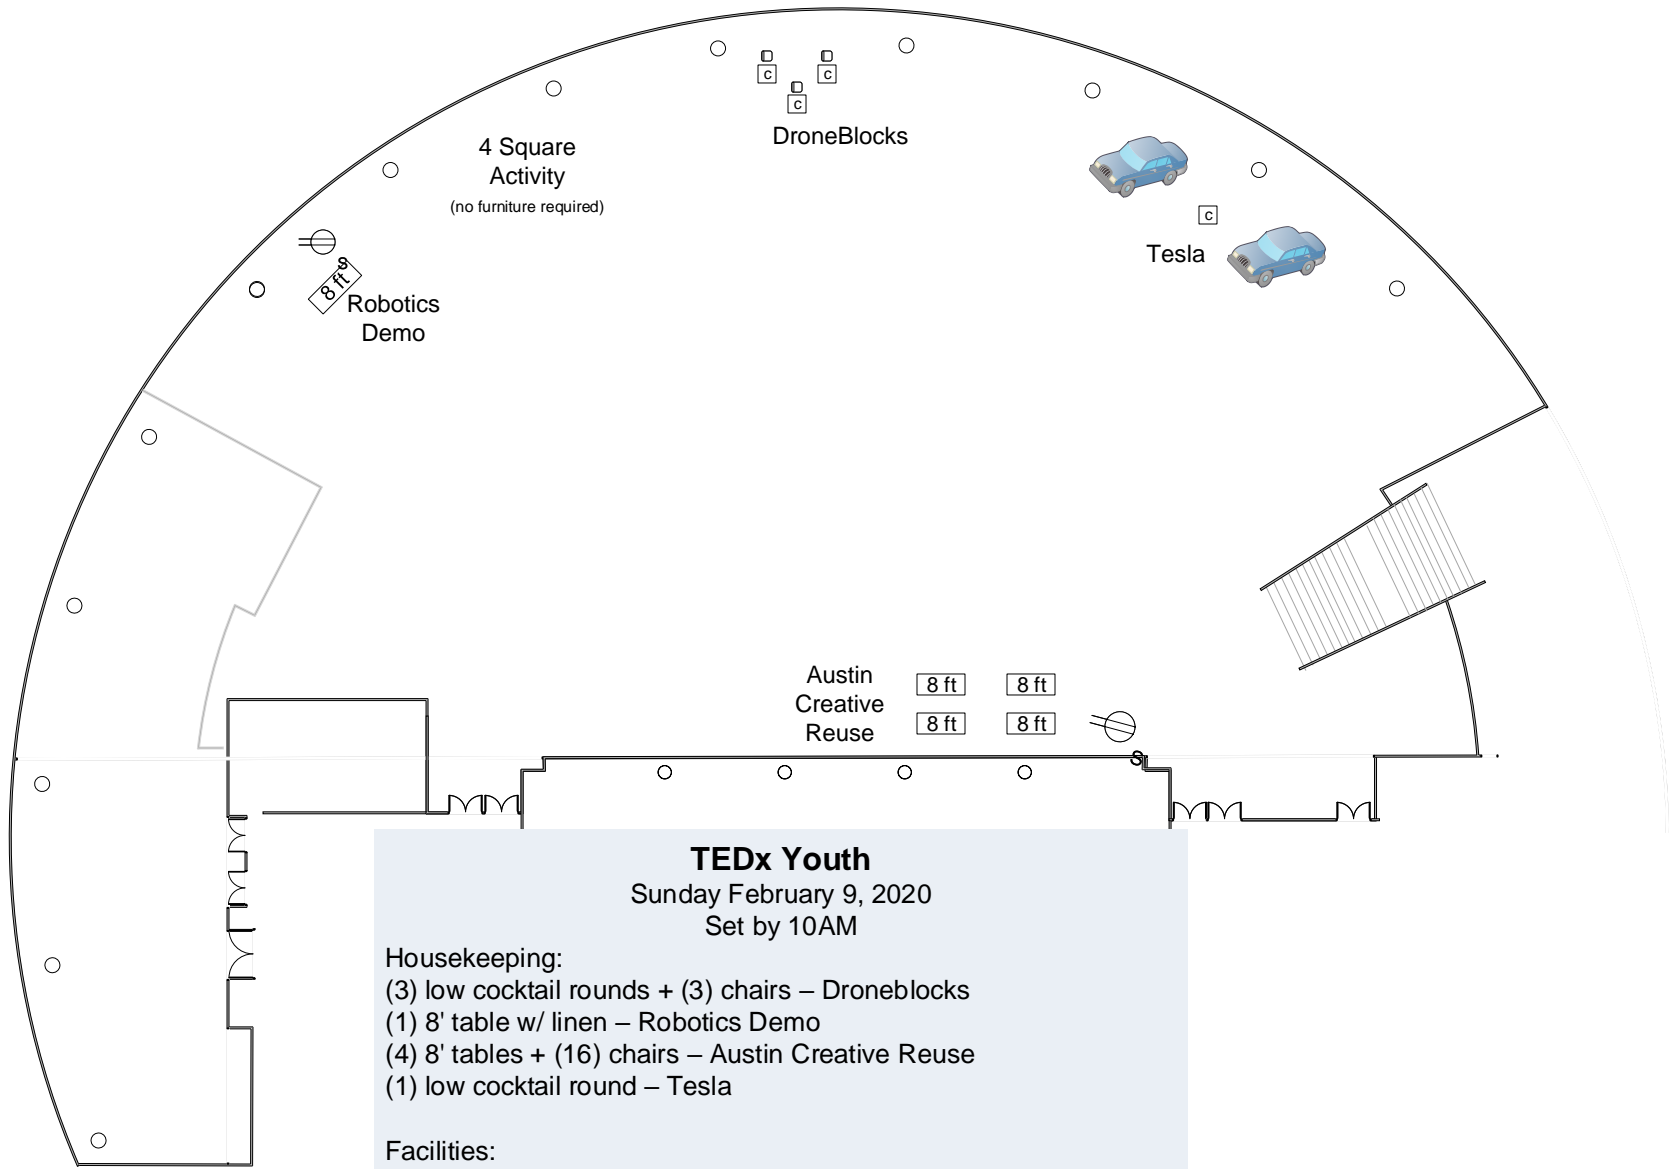 c
c
c
DroneBlocks
4 Square
Activity
(no furniture required)
c
Tesla
S
8 ft
Robotics
Demo
Austin
Creative
Reuse
8 ft
8 ft
8 ft
8 ft
S
TEDx Youth
Sunday February 9, 2020
Set by 10AM
Housekeeping:
(3) low cocktail rounds + (3) chairs – Droneblocks
(1) 8' table w/ linen – Robotics Demo
(4) 8' tables + (16) chairs – Austin Creative Reuse
(1) low cocktail round – Tesla
Facilities: